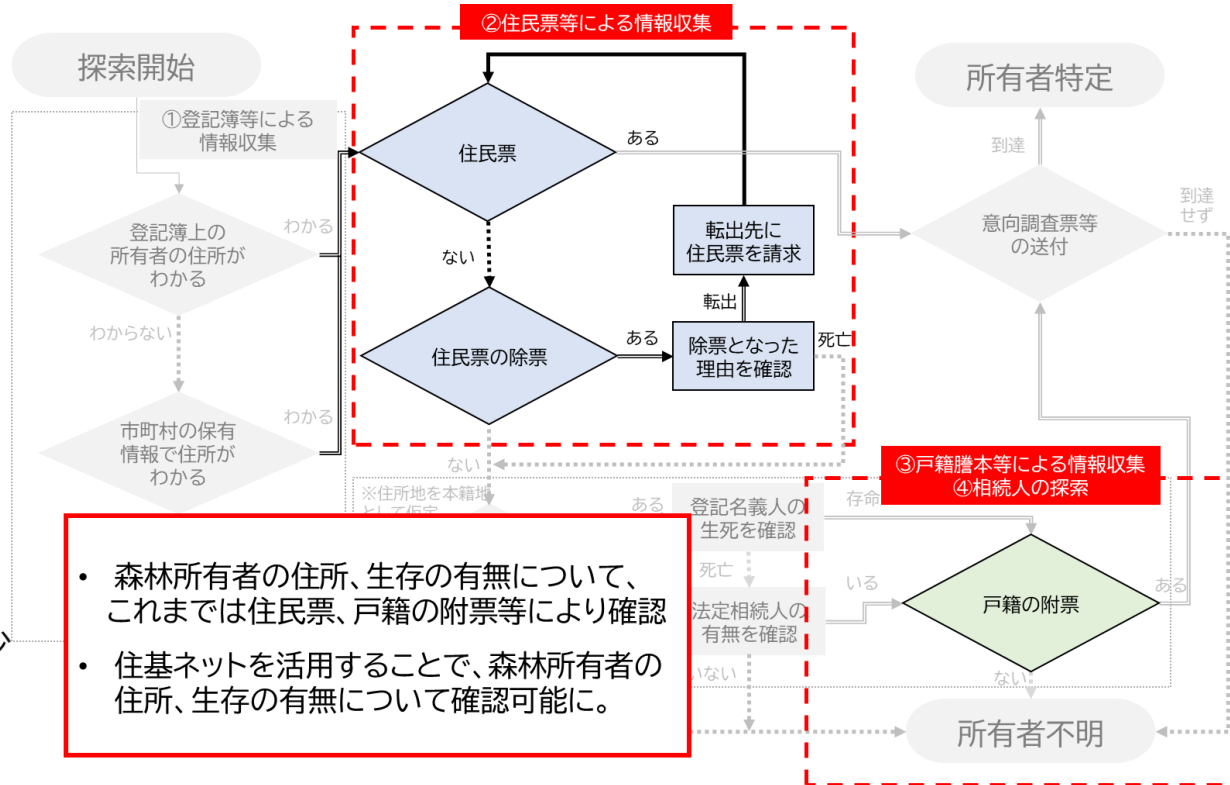 ②住民票等による情報収集
探索開始
所有者特定
①登記簿等による
情報収集
住民票
ある
到達
到達
せず
登記簿上の
所有者の住所が
わかる
わかる
わからない
ない
転出先に
住民票を請求
意向調査票等
の送付
転出
住民票の除票
ある
除票となった
理由を確認
死亡
市町村の保有
情報で住所が
わかる
わかる
ない
③戸籍謄本等による情報収集
④相続人の探索
※住所地を本籍地
として仮定
ある
登記名義人の
生死を確認
存命
死亡
いる
法定相続人の
有無を確認
戸籍の附票
ある
いない
ない
所有者不明
• 森林所有者の住所、生存の有無について、
これまでは住民票、戸籍の附票等により確認
• 住基ネットを活用することで、森林所有者の
住所、生存の有無について確認可能に。